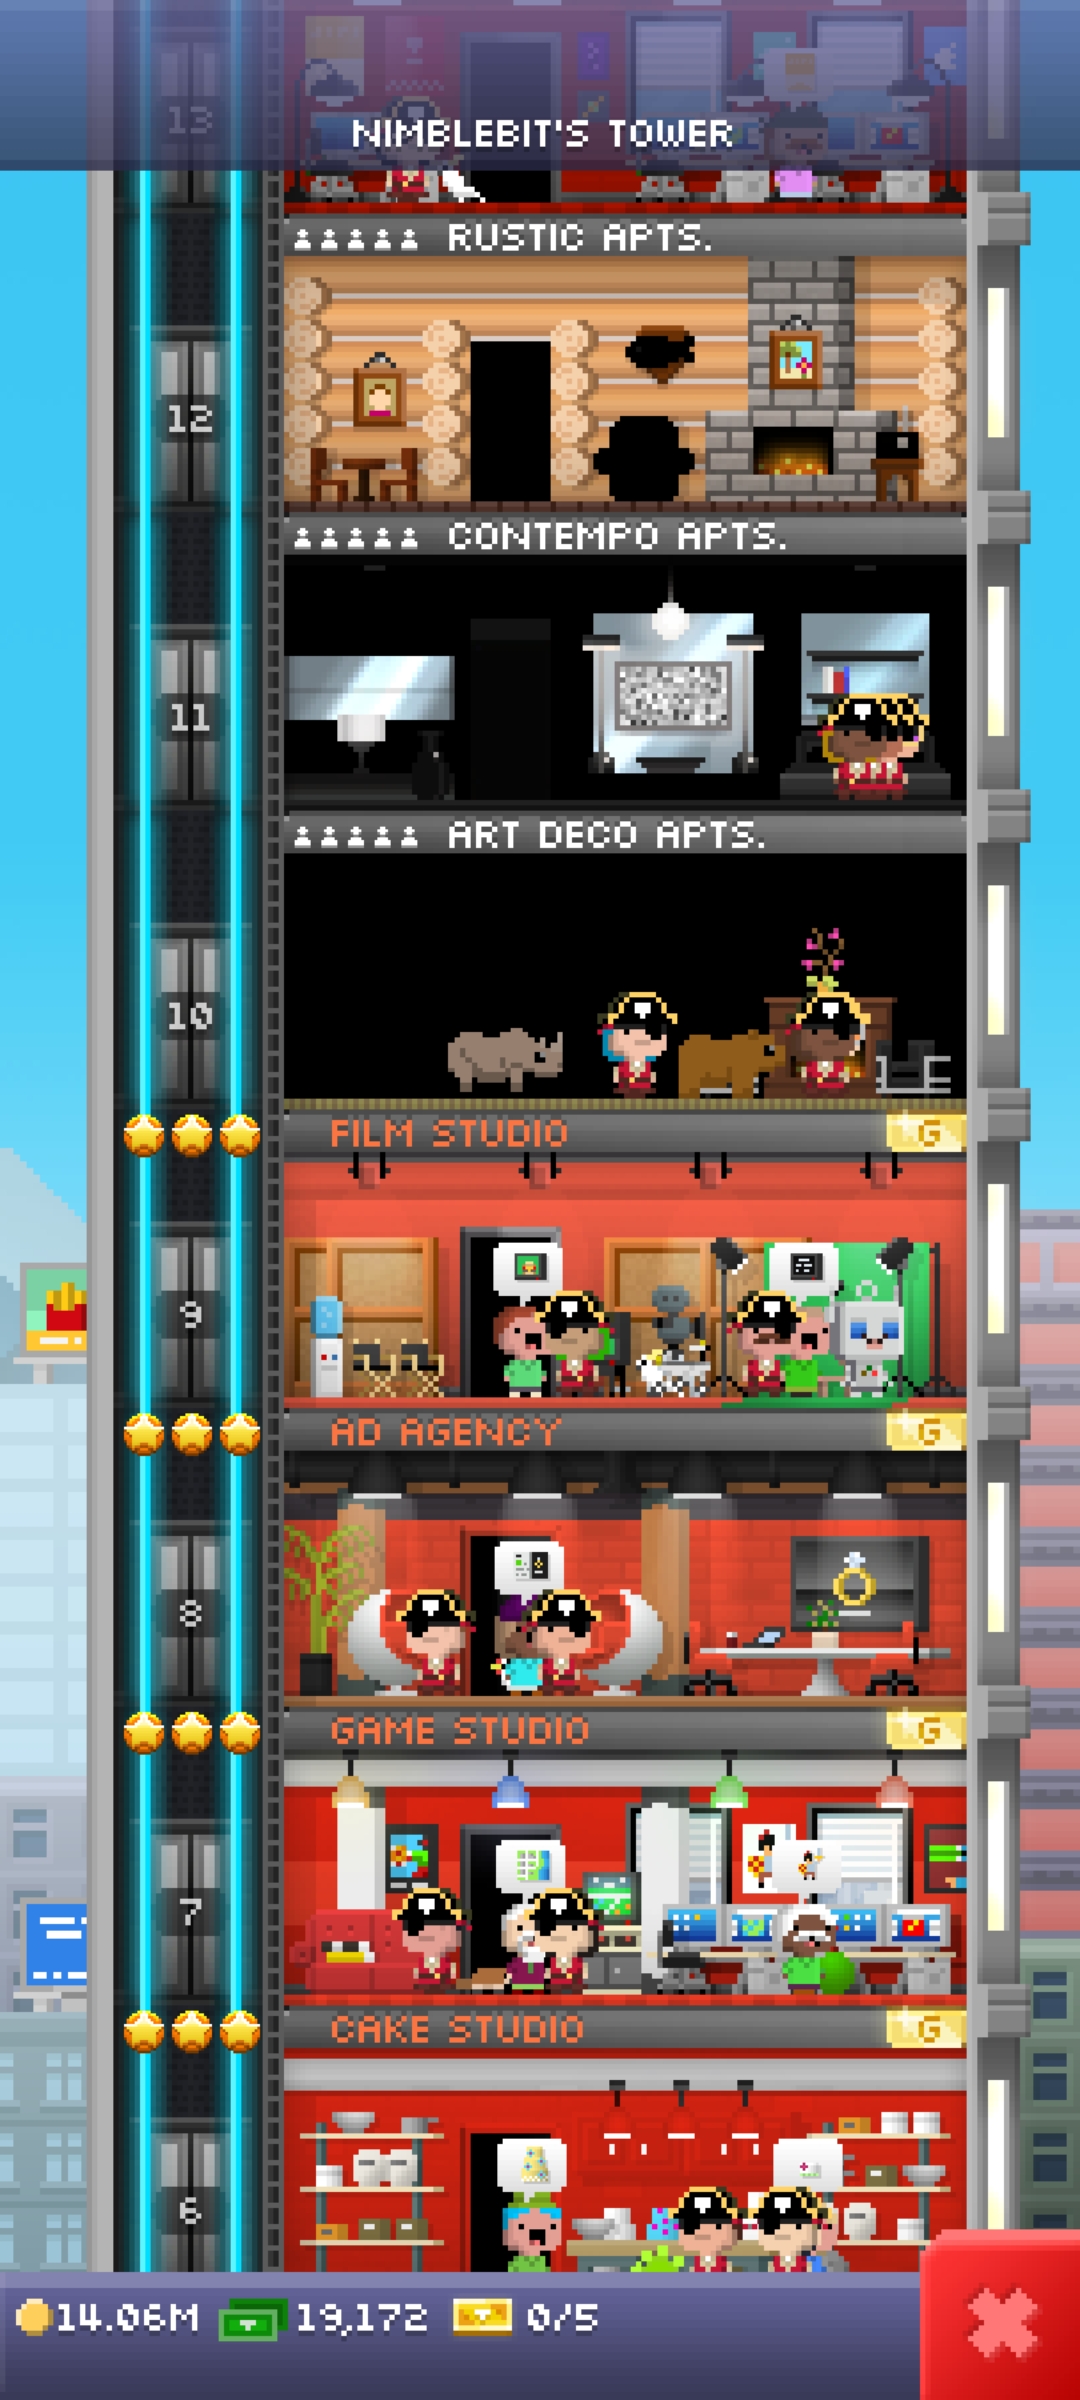 13
NIMBLEBIT'S TOWER
RUSTIC APTS.
12
CONTEMPO APTS.
11
ART DECO APTS.
10
FILM STUDIO G
9
AD AGENCY G
8
GAME STUDIO G
7
CAKE STUDIO G
6
14.06M 19,172 0/5